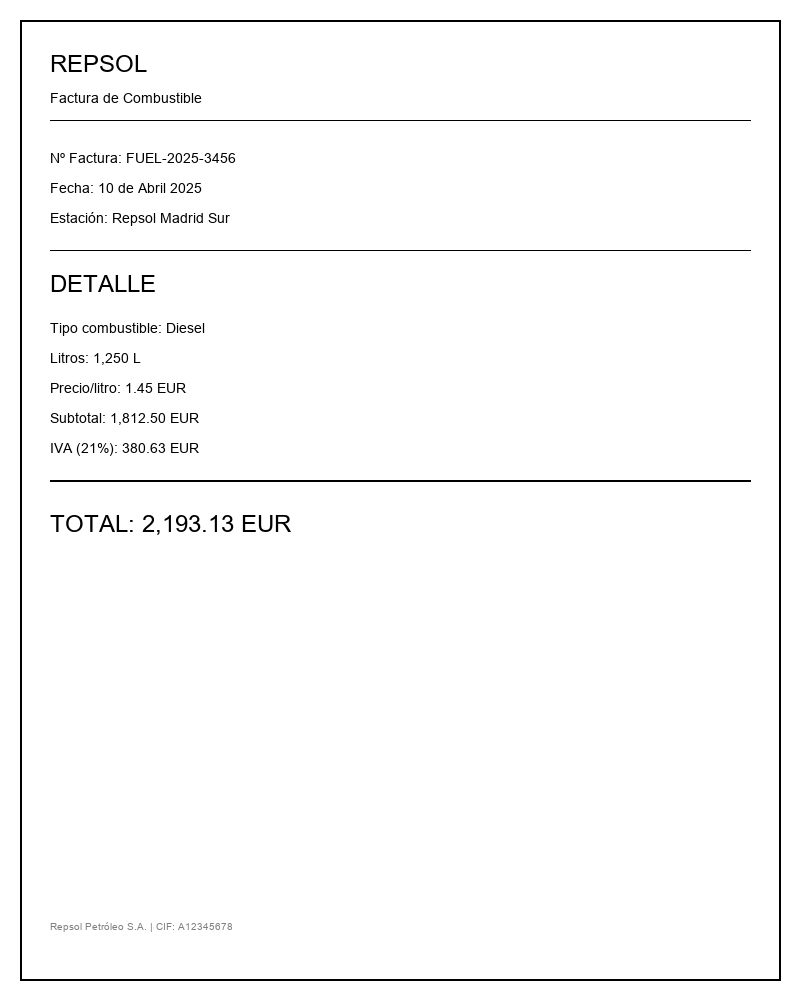 REPSOL
Factura de Combustible
Nº Factura: FUEL-2025-3456
Fecha: 10 de Abril 2025
Estación: Repsol Madrid Sur
DETALLE
Tipo combustible: Diesel
Litros: 1,250 L
Precio/litro: 1.45 EUR
Subtotal: 1,812.50 EUR
IVA (21%): 380.63 EUR
TOTAL: 2,193.13 EUR
Repsol Petróleo S.A. | CIF: A12345678